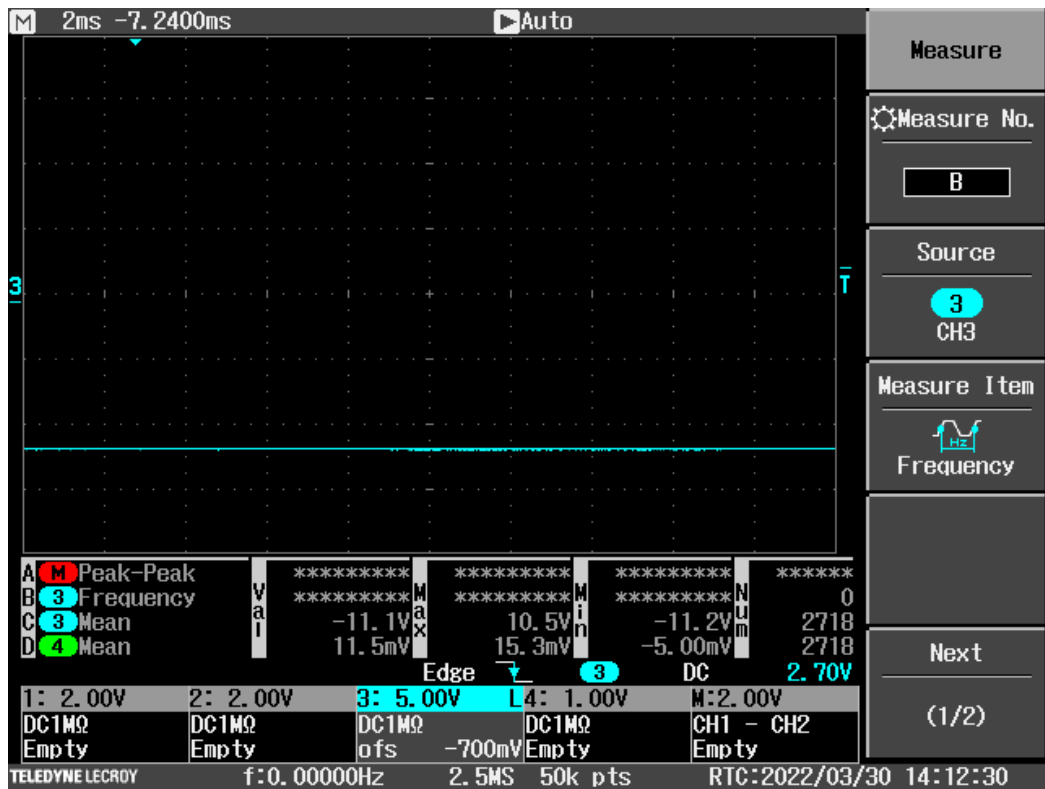 M 2ms -7.2400ms Auto
Measure
Measure No.
B
Source
3
CH3
Measure Item
Hz
Frequency
Next
(1/2)
3
T
A M Peak-Peak Val ********* Max ********* Min ********* Num ******
B 3 Frequency ********* ********* ********* 0
C 3 Mean -11.1V 10.5V -11.2V 2718
D 4 Mean 11.5mV 15.3mV -5.00mV 2718
Edge 3 DC 2.70V
1: 2.00V 2: 2.00V 3: 5.00V L 4: 1.00V M:2.00V
DC1MΩ DC1MΩ DC1MΩ DC1MΩ CH1 - CH2
Empty Empty ofs -700mV Empty Empty
TELEDYNE LECROY f:0.00000Hz 2.5MS 50k pts RTC:2022/03/30 14:12:30